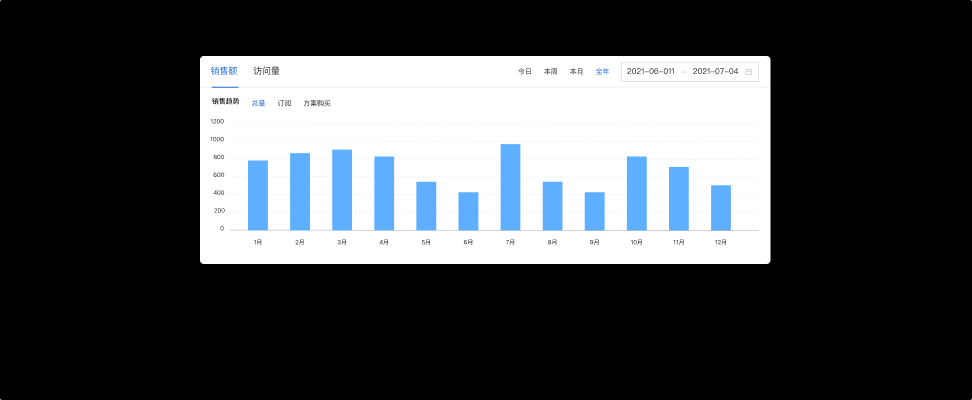 销售额 访问量 今日 本周 本月 全年 2021-06-011 → 2021-07-04
销售趋势 总量 订阅 方案购买
1200
1000
800
600
400
200
0
1月 2月 3月 4月 5月 6月 7月 8月 9月 10月 11月 12月